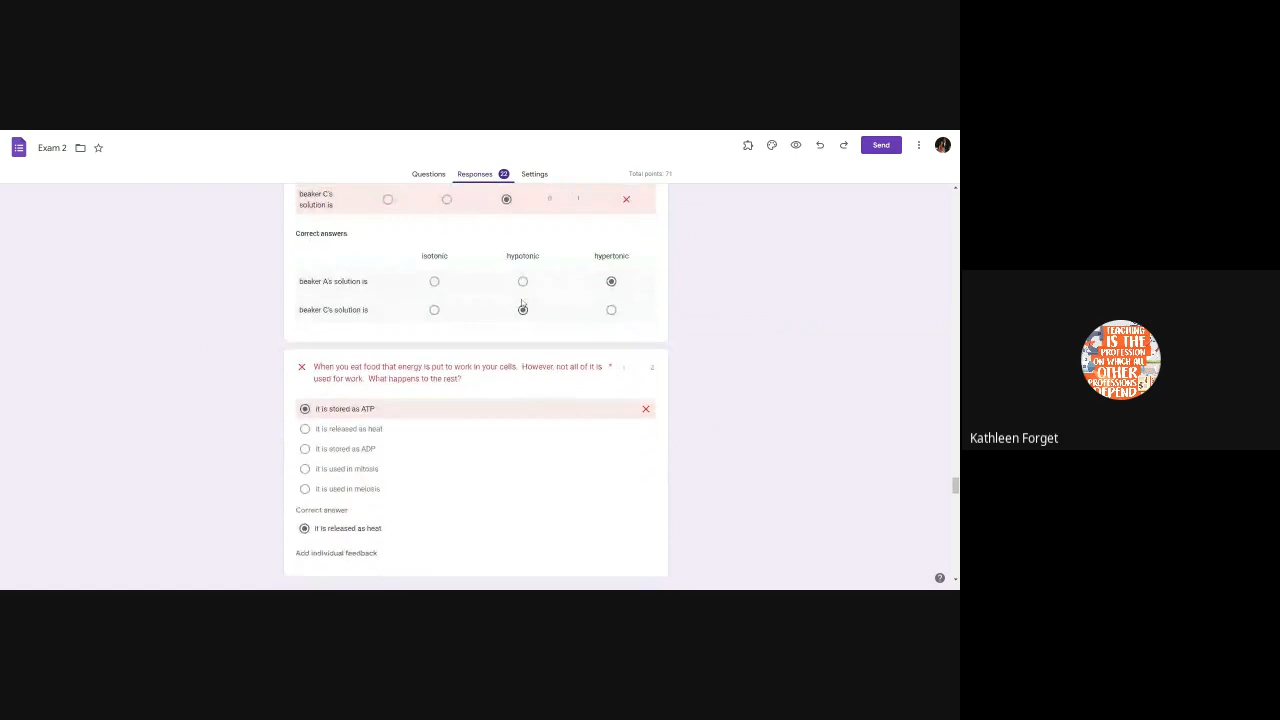 Exam 2
Send
Questions Responses 22 Settings Total points: 71
beaker C's
solution is
Correct answers
isotonic hypotonic hypertonic
beaker A's solution is
beaker C's solution is
When you eat food that energy is put to work in your cells. However, not all of it is *
used for work. What happens to the rest?
it is stored as ATP
it is released as heat
it is stored as ADP
it is used in mitosis
it is used in meiosis
Correct answer
it is released as heat
Add individual feedback
TEACHING
IS THE
PROFESSION
ON WHICH ALL
OTHER
PROFESSIONS
DEPEND
Kathleen Forget